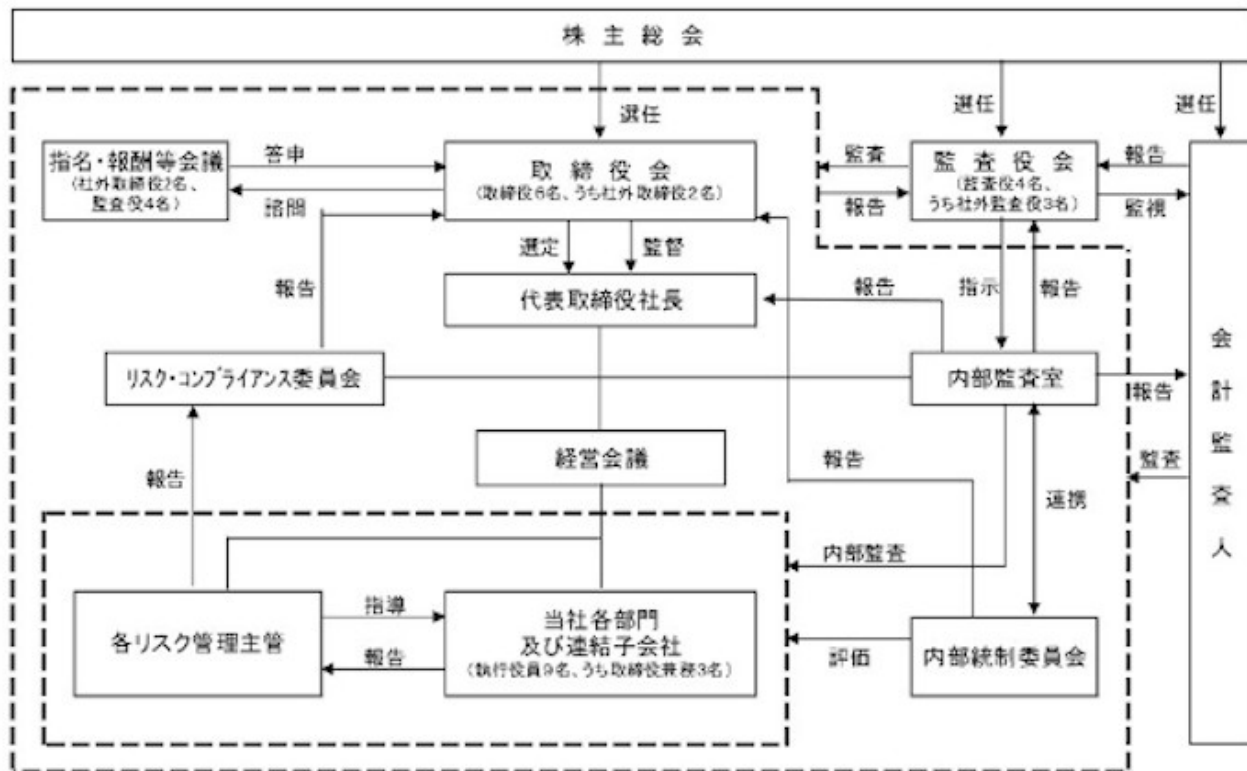 株主総会
選任
選任
選任
指名・報酬等会議
(社外取締役2名、
監査役4名)
答申
諮問
取締役会
(取締役6名、うち社外取締役2名)
監査
報告
監査役会
(監査役4名、
うち社外監査役3名)
報告
監視
選定
監督
報告
代表取締役社長
報告
指示
報告
リスク・コンプライアンス委員会
内部監査室
報告
会計監査人
経営会議
報告
報告
監査
連携
内部監査
各リスク管理主管
指導
報告
当社各部門
及び連結子会社
(執行役員9名、うち取締役兼務3名)
評価
内部統制委員会